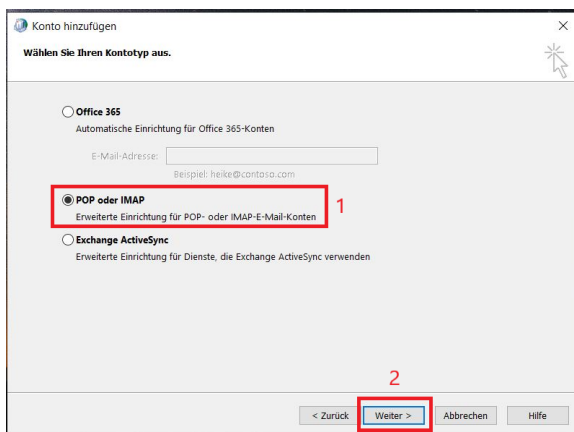 Konto hinzufügen
Wählen Sie Ihren Kontotyp aus.
Office 365
Automatische Einrichtung für Office 365-Konten
E-Mail-Adresse:
Beispiel: heike@contoso.com
POP oder IMAP
1
Erweiterte Einrichtung für POP- oder IMAP-E-Mail-Konten
Exchange ActiveSync
Erweiterte Einrichtung für Dienste, die Exchange ActiveSync verwenden
2
< Zurück Weiter > Abbrechen Hilfe